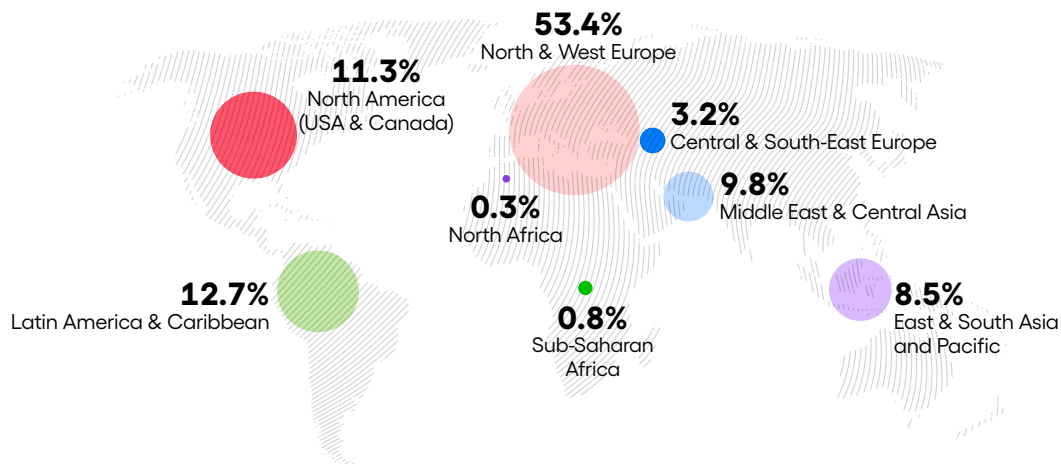 53.4%
North & West Europe
11.3%
North America
(USA & Canada)
3.2%
Central & South-East Europe
9.8%
Middle East & Central Asia
0.3%
North Africa
12.7%
Latin America & Caribbean
0.8%
Sub-Saharan
Africa
8.5%
East & South Asia
and Pacific